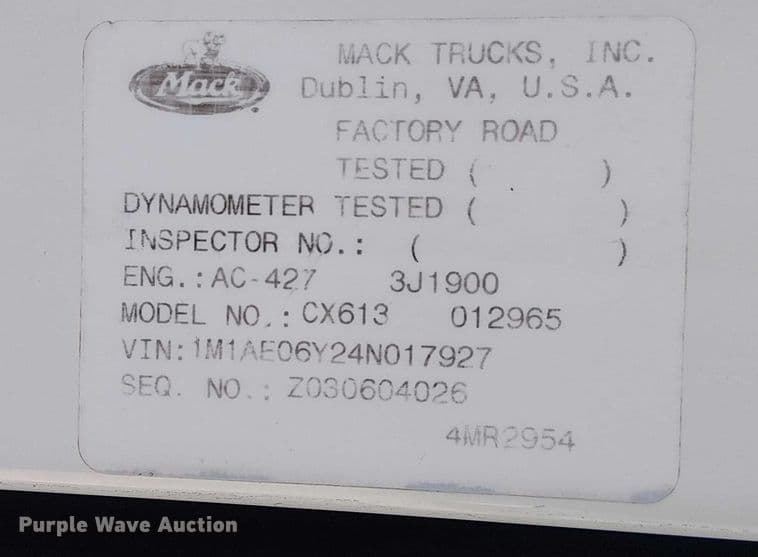 Mack
MACK TRUCKS, INC.
Dublin, VA, U.S.A.
FACTORY ROAD
TESTED ( )
DYNAMOMETER TESTED ( )
INSPECTOR NO.: ( )
ENG.: AC-427 3J1900
MODEL NO.: CX613 012965
VIN: 1M1AE06Y24N017927
SEQ. NO.: Z030604026
4MR2954
Purple Wave Auction